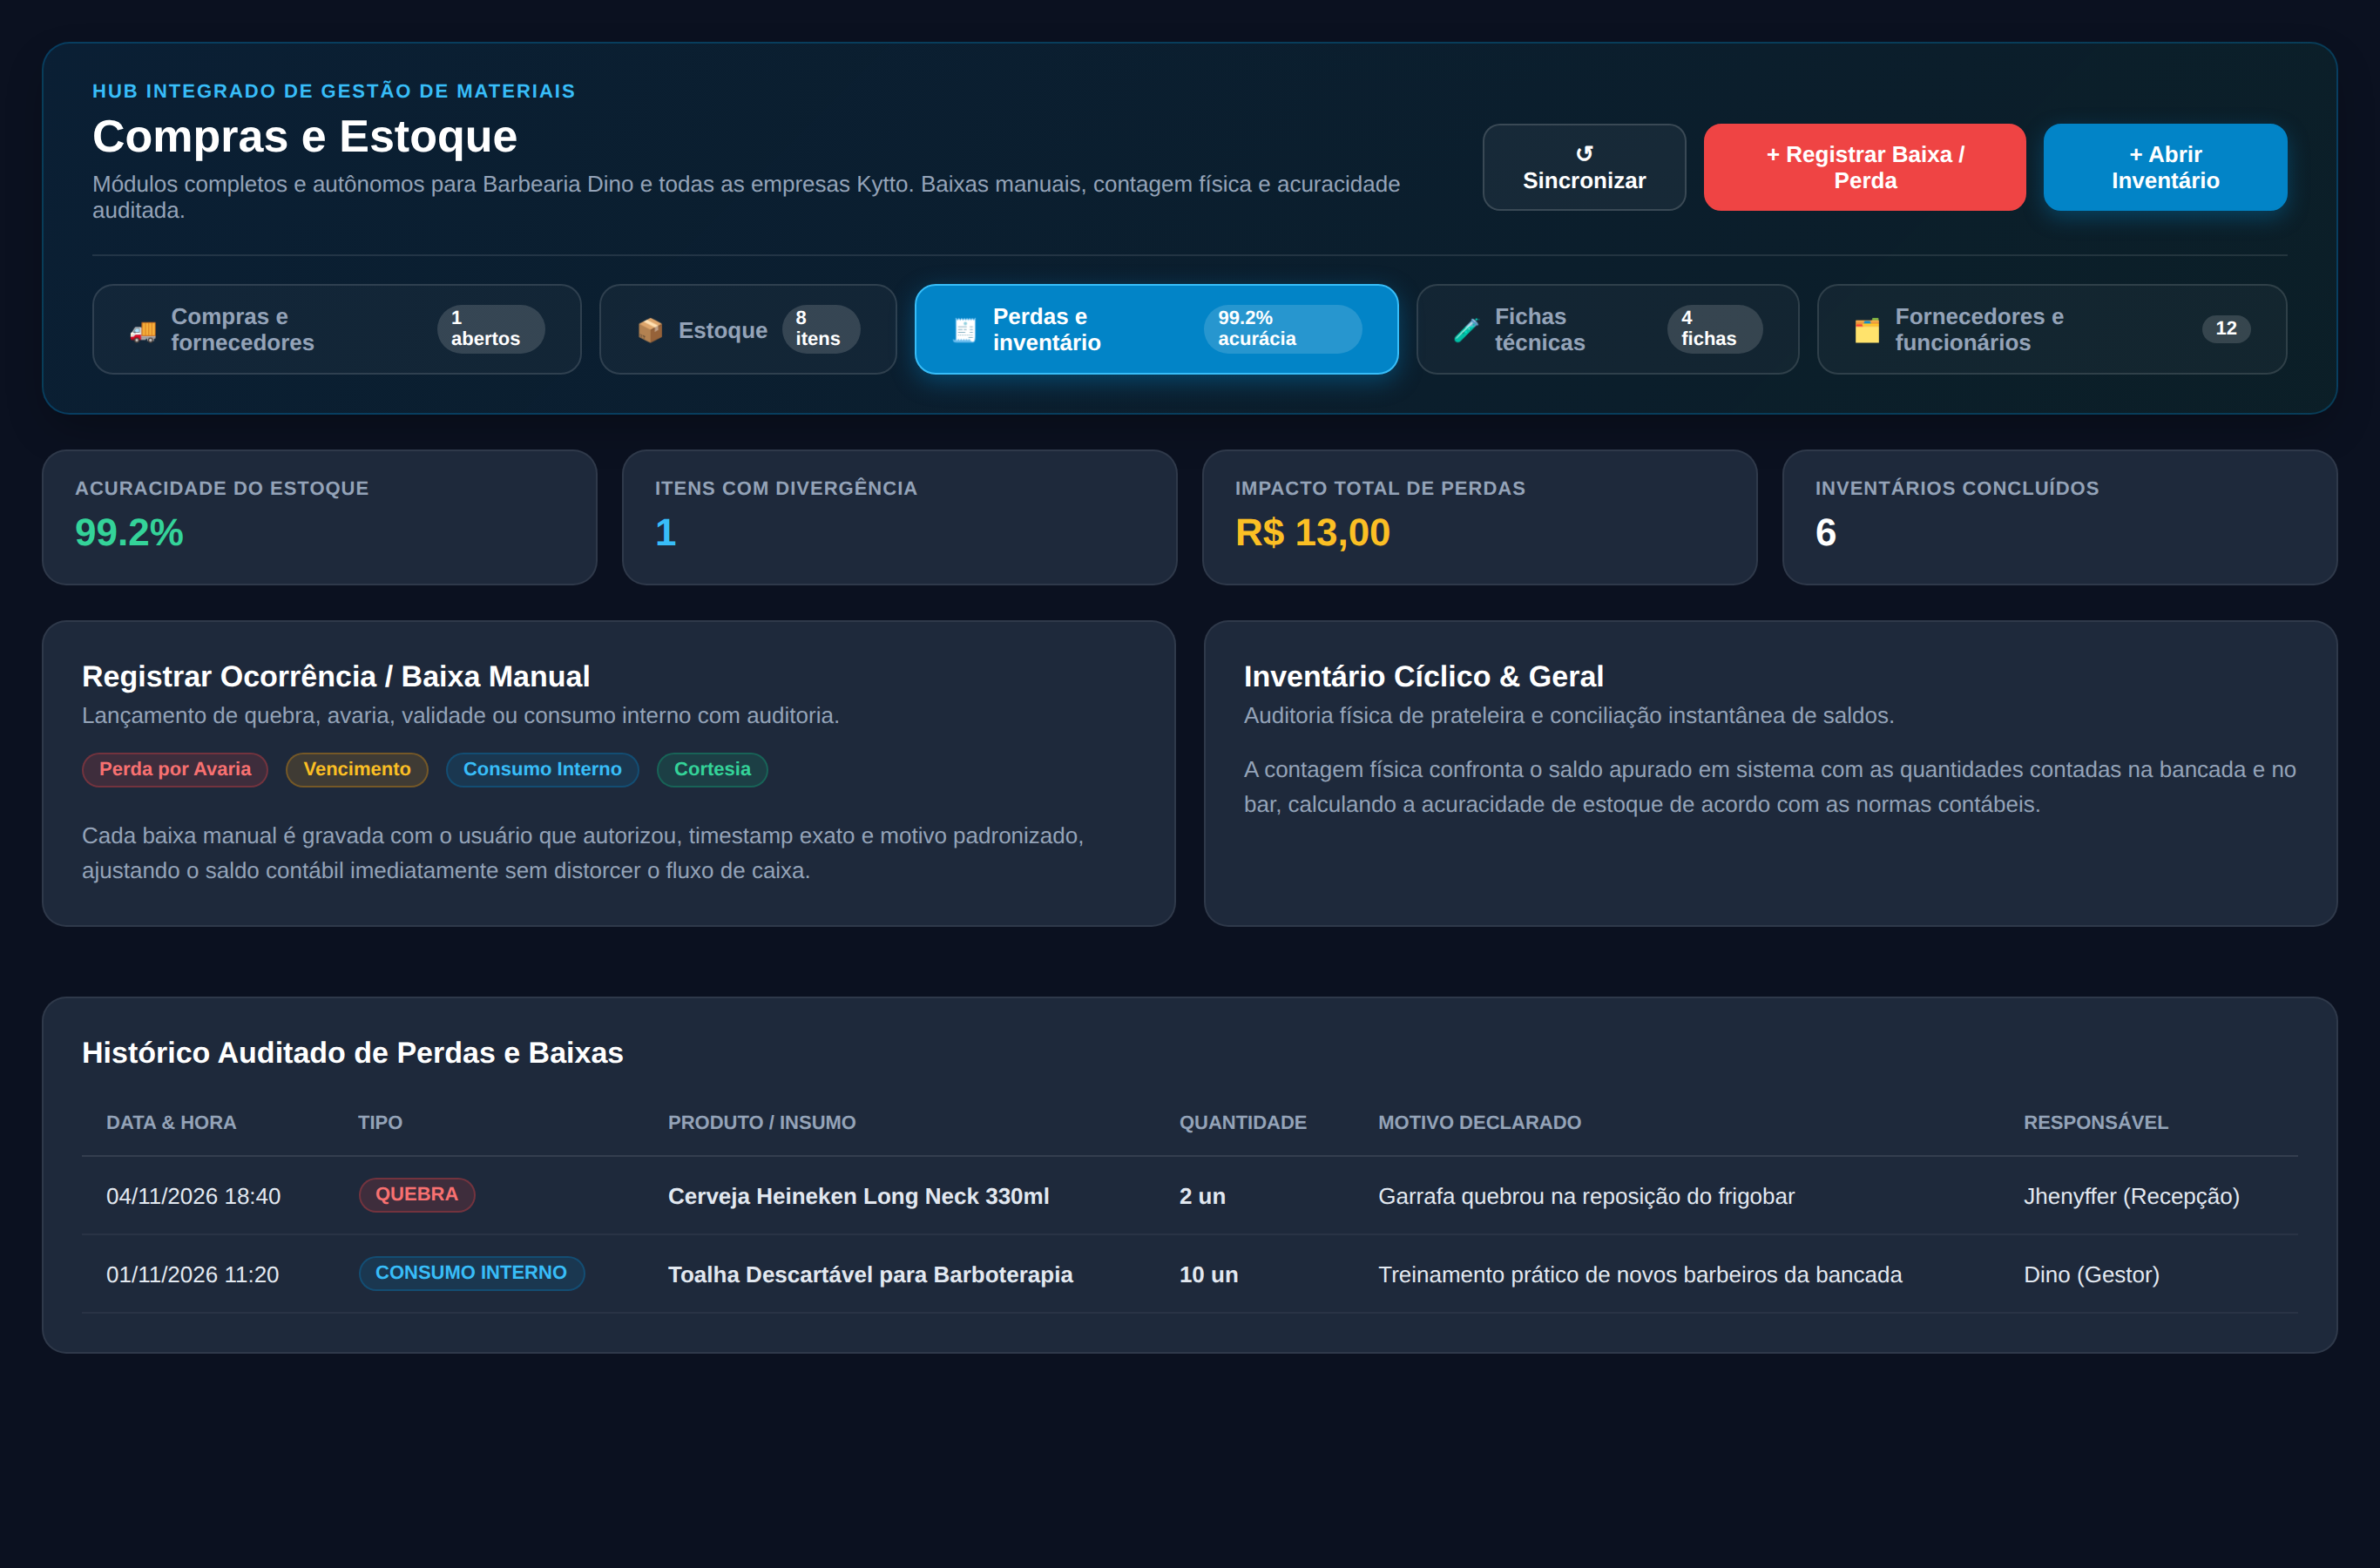 HUB INTEGRADO DE GESTÃO DE MATERIAIS
Compras e Estoque
Módulos completos e autônomos para Barbearia Dino e todas as empresas Kytto. Baixas manuais, contagem física e acuracidade
auditada.
↺
Sincronizar
+ Registrar Baixa /
Perda
+ Abrir
Inventário
Compras e
fornecedores
1
abertos
Estoque
8
itens
Perdas e
inventário
99.2%
acurácia
Fichas
técnicas
4
fichas
Fornecedores e
funcionários
12
ACURACIDADE DO ESTOQUE
99.2%
ITENS COM DIVERGÊNCIA
1
IMPACTO TOTAL DE PERDAS
R$ 13,00
INVENTÁRIOS CONCLUÍDOS
6
Registrar Ocorrência / Baixa Manual
Lançamento de quebra, avaria, validade ou consumo interno com auditoria.
Perda por Avaria Vencimento Consumo Interno Cortesia
Cada baixa manual é gravada com o usuário que autorizou, timestamp exato e motivo padronizado,
ajustando o saldo contábil imediatamente sem distorcer o fluxo de caixa.
Inventário Cíclico & Geral
Auditoria física de prateleira e conciliação instantânea de saldos.
A contagem física confronta o saldo apurado em sistema com as quantidades contadas na bancada e no
bar, calculando a acuracidade de estoque de acordo com as normas contábeis.
Histórico Auditado de Perdas e Baixas
DATA & HORA TIPO PRODUTO / INSUMO QUANTIDADE MOTIVO DECLARADO RESPONSÁVEL
04/11/2026 18:40 QUEBRA Cerveja Heineken Long Neck 330ml 2 un Garrafa quebrou na reposição do frigobar Jhenyffer (Recepção)
01/11/2026 11:20 CONSUMO INTERNO Toalha Descartável para Barboterapia 10 un Treinamento prático de novos barbeiros da bancada Dino (Gestor)